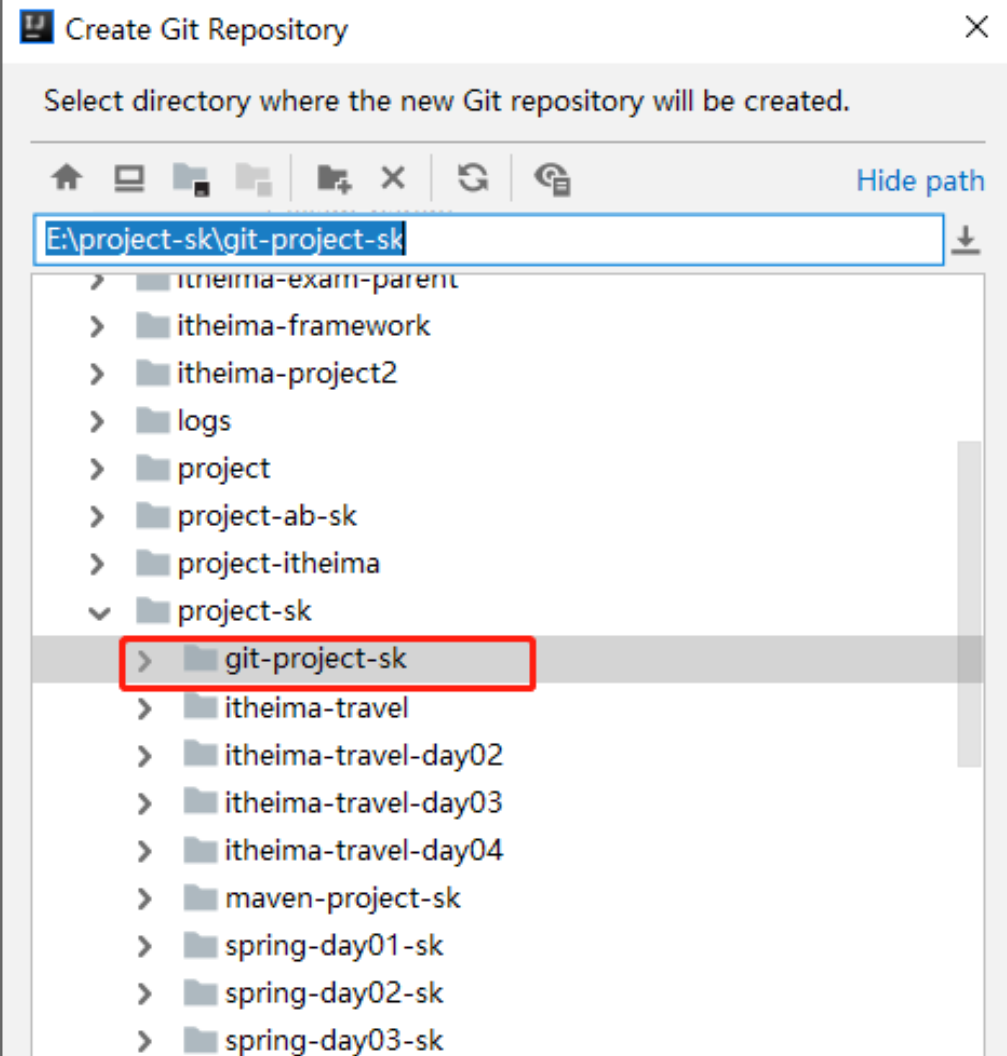 Create Git Repository
Select directory where the new Git repository will be created.
Hide path
E:\project-sk\git-project-sk
itheima-exam-parent
itheima-framework
itheima-project2
logs
project
project-ab-sk
project-itheima
project-sk
git-project-sk
itheima-travel
itheima-travel-day02
itheima-travel-day03
itheima-travel-day04
maven-project-sk
spring-day01-sk
spring-day02-sk
spring-day03-sk